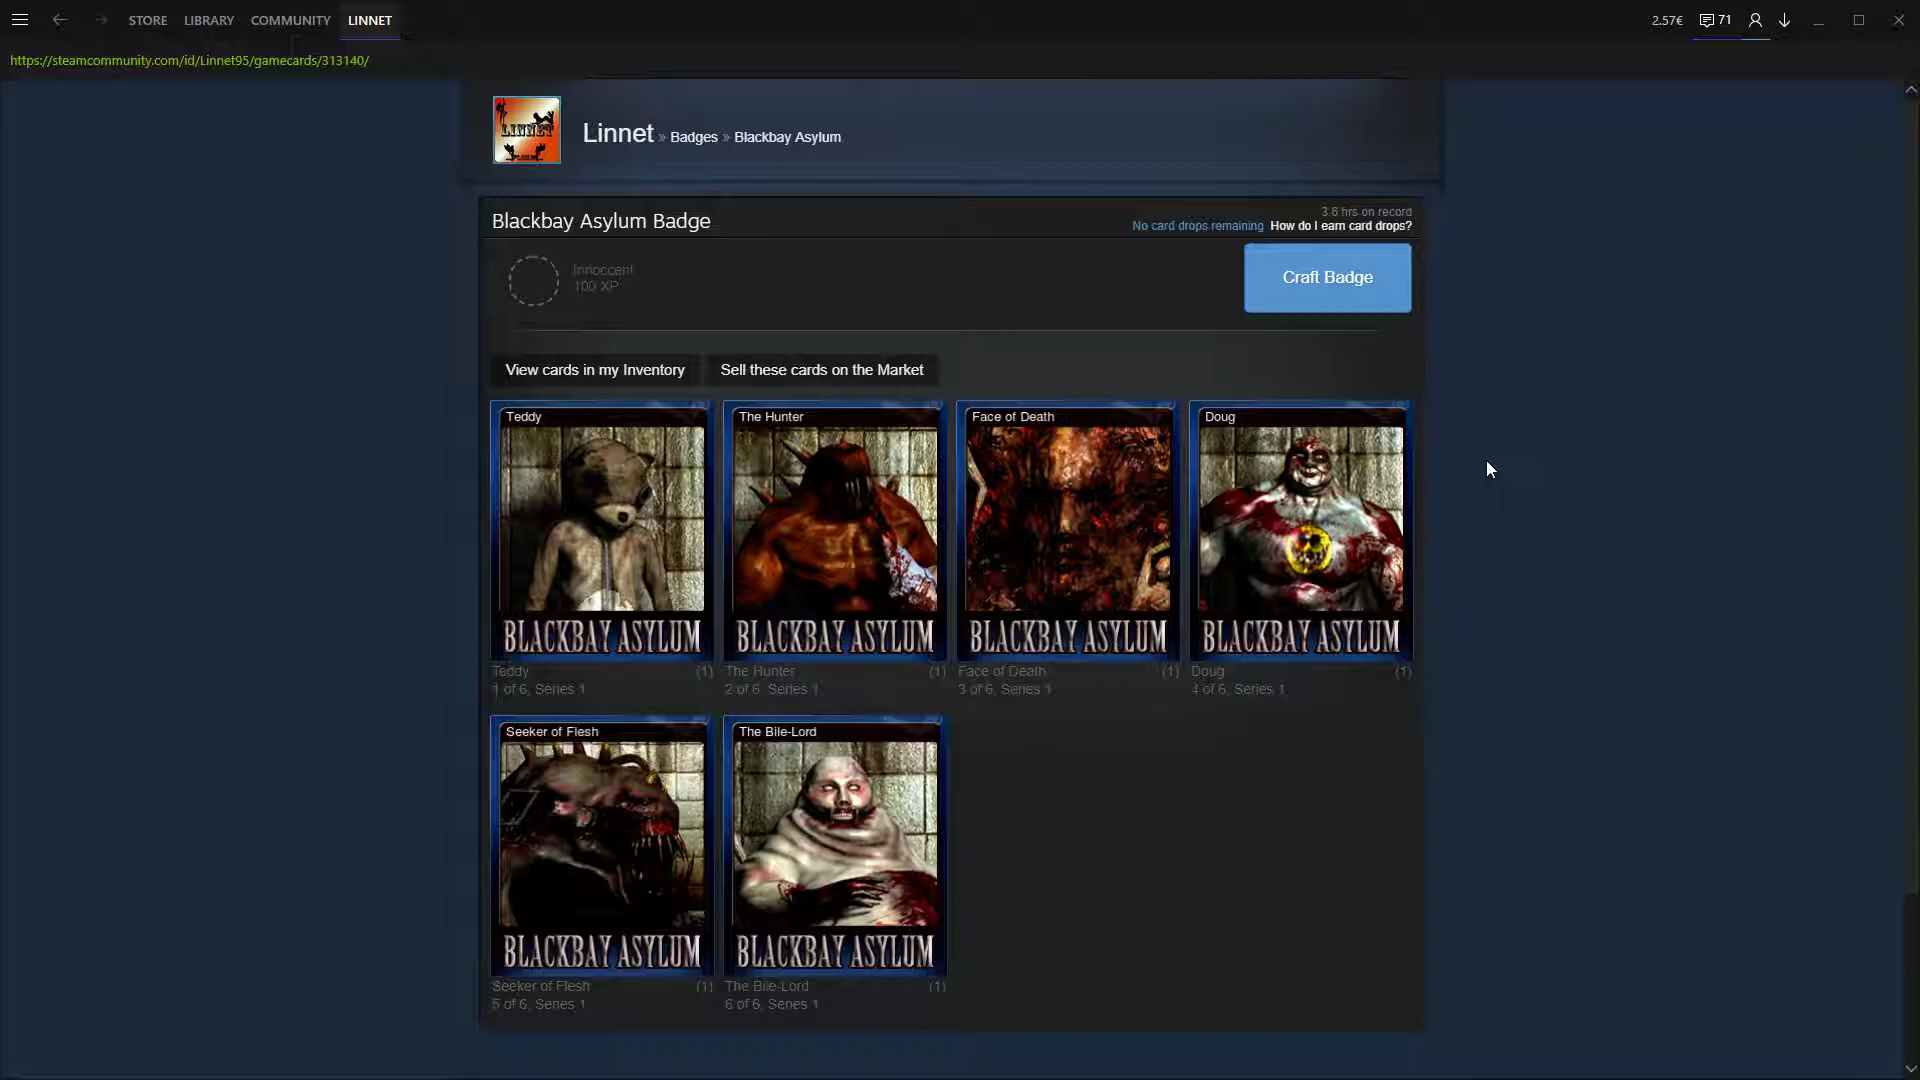 STORE LIBRARY COMMUNITY LINNET 2.57€ 71
https://steamcommunity.com/id/Linnet95/gamecards/313140/
LINNET
Linnet » Badges » Blackbay Asylum
Blackbay Asylum Badge
3.6 hrs on record
No card drops remaining How do I earn card drops?
Innoccent
100 XP
Craft Badge
View cards in my Inventory Sell these cards on the Market
Teddy The Hunter Face of Death Doug
BLACKBAY ASYLUM BLACKBAY ASYLUM BLACKBAY ASYLUM BLACKBAY ASYLUM
Teddy (1) The Hunter (1) Face of Death (1) Doug (1)
1 of 6, Series 1 2 of 6, Series 1 3 of 6, Series 1 4 of 6, Series 1
Seeker of Flesh The Bile-Lord
BLACKBAY ASYLUM BLACKBAY ASYLUM
Seeker of Flesh (1) The Bile-Lord (1)
5 of 6, Series 1 6 of 6, Series 1